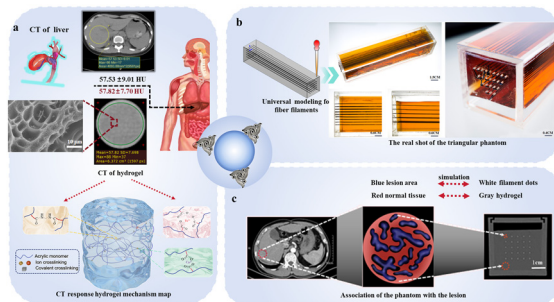 a
CT of liver
57.53 ±9.01 HU
57.82±7.70 HU
10 μm
CT of hydrogel
Acrylic monomer
Ion crosslinking
Covalent crosslinking
CT response hydrogel mechanism map
b
Universal modeling fo
fiber filaments
The real shot of the triangular phantom
simulation
Blue lesion area
White filament dots
Red normal tissue
Gray hydrogel
c
1cm
Association of the phantom with the lesion